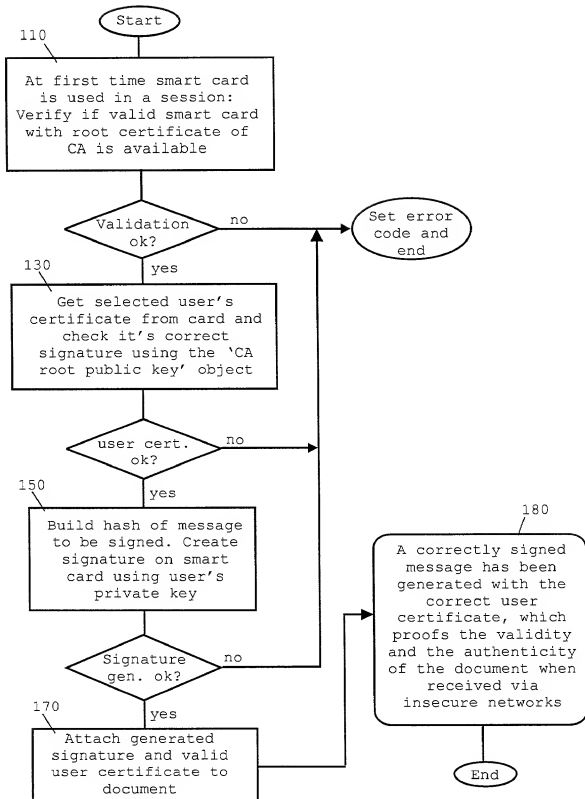 Start
110
At first time smart card
is used in a session:
Verify if valid smart card
with root certificate of
CA is available
Validation
ok?
no
yes
Set error
code and
end
130
Get selected user's
certificate from card and
check it's correct
signature using the ‘CA
root public key’ object
user cert.
ok?
no
yes
150
Build hash of message
to be signed. Create
signature on smart
card using user's
private key
Signature
gen. ok?
no
yes
170
Attach generated
signature and valid
user certificate to
document
180
A correctly signed
message has been
generated with the
correct user
certificate, which
proofs the validity
and the authenticity
of the document when
received via
insecure networks
End